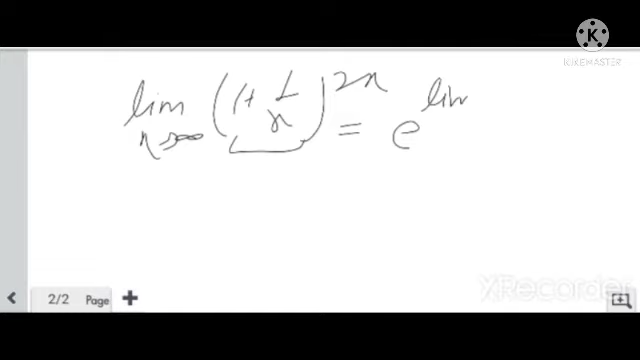 K
KINEMASTER
lim (1 + 1/x)^2x = e^lim
x→∞
XRecorder
< 2/2 Page +